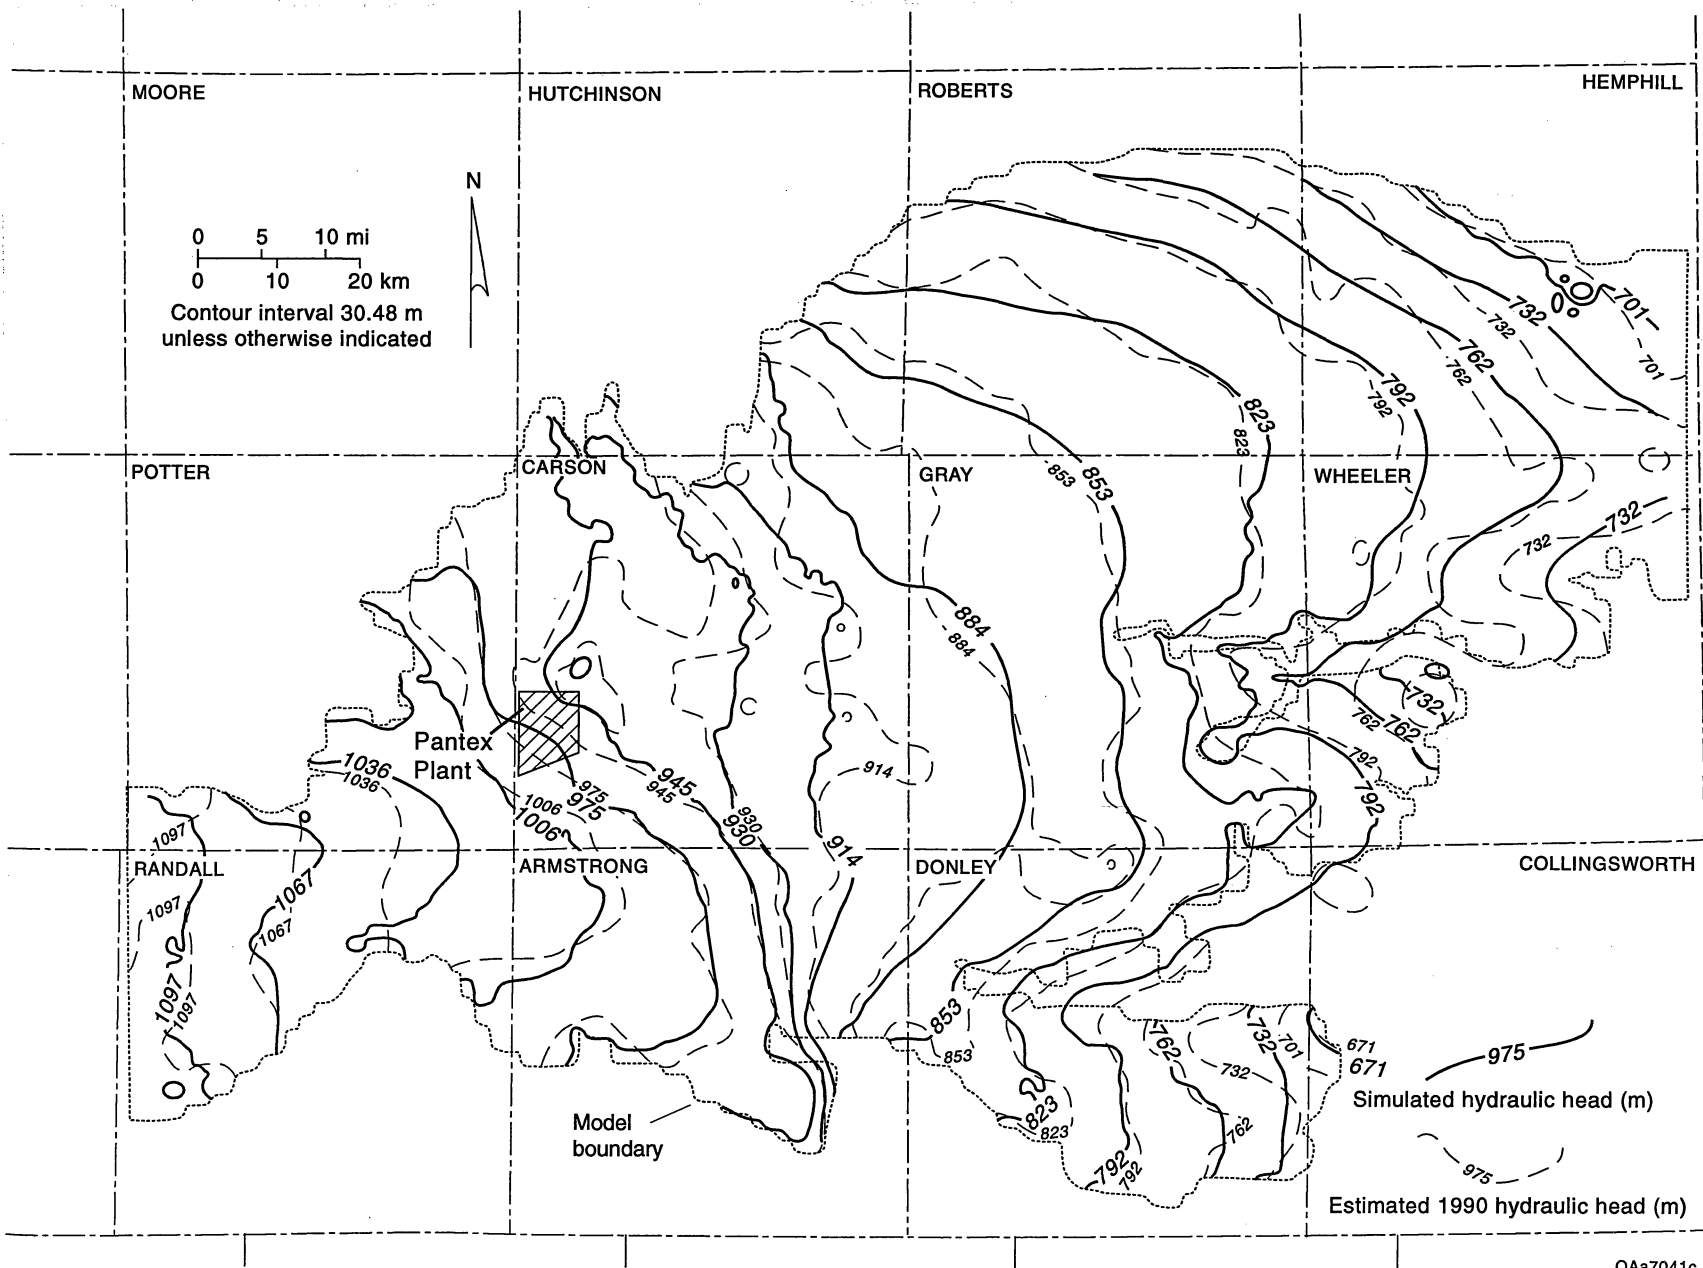 MOORE
HUTCHINSON
ROBERTS
HEMPHILL
N
0 5 10 mi
0 10 20 km
Contour interval 30.48 m
unless otherwise indicated
701
732
732
762
701
762
792
792
823
823
POTTER
CARSON
GRAY
WHEELER
853
853
732
732
884
884
732
762
762
Pantex
Plant
792
914
1036
1036
945
945
975
975
792
1006
1006
930
930
1097
914
RANDALL
ARMSTRONG
DONLEY
COLLINGSWORTH
1067
1097
1067
1097
1097
853
853
762
732
701
671
671
732
975
Simulated hydraulic head (m)
823
823
762
Model
boundary
792
792
975
Estimated 1990 hydraulic head (m)
QAa7041c